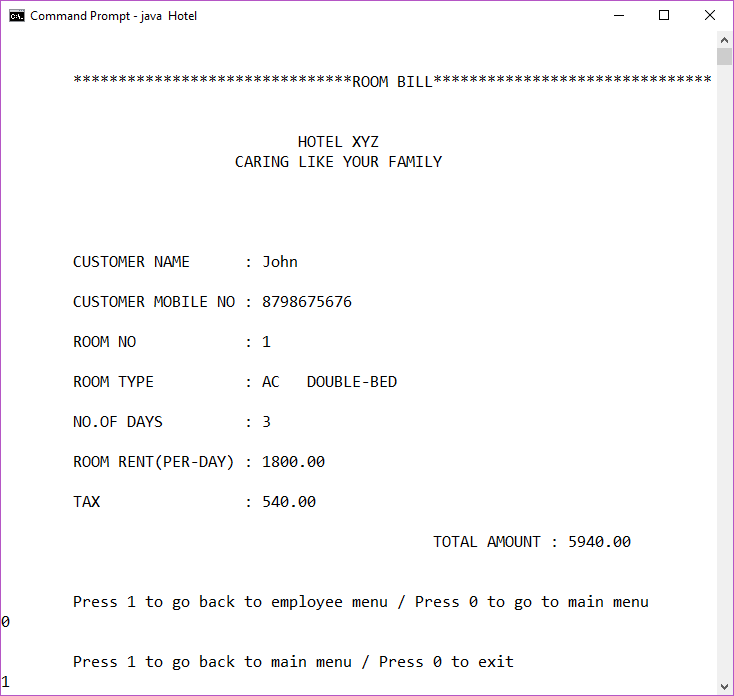 Command Prompt - java Hotel
*******************************ROOM BILL*******************************
HOTEL XYZ
CARING LIKE YOUR FAMILY
CUSTOMER NAME : John
CUSTOMER MOBILE NO : 8798675676
ROOM NO : 1
ROOM TYPE : AC DOUBLE-BED
NO.OF DAYS : 3
ROOM RENT(PER-DAY) : 1800.00
TAX : 540.00
TOTAL AMOUNT : 5940.00
Press 1 to go back to employee menu / Press 0 to go to main menu
0
Press 1 to go back to main menu / Press 0 to exit
1